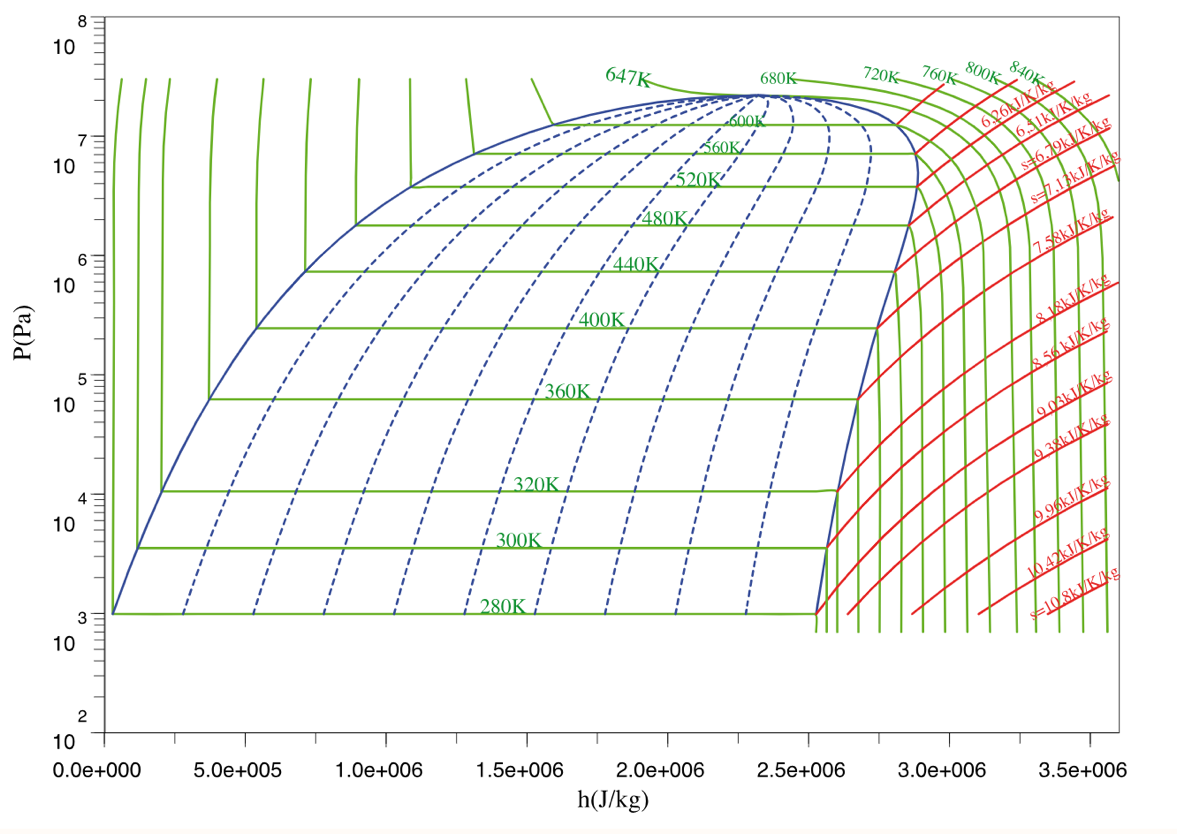 8
10
7
10
6
10
5
10
4
10
3
10
2
10
P(Pa)
647K
680K
720K
760K
800K
840K
600K
560K
520K
480K
440K
400K
360K
320K
300K
280K
6,26kJ/K/kg
6,51kJ/K/kg
s=6,79kJ/K/kg
s=7,13kJ/K/kg
7,58kJ/K/kg
8,18kJ/K/kg
8,56 kJ/K/kg
9,03kJ/K/kg
9,38kJ/K/kg
9,96kJ/K/kg
10,42kJ/K/kg
s=10,8kJ/K/kg
0.0e+000 5.0e+005 1.0e+006 1.5e+006 2.0e+006 2.5e+006 3.0e+006 3.5e+006
h(J/kg)